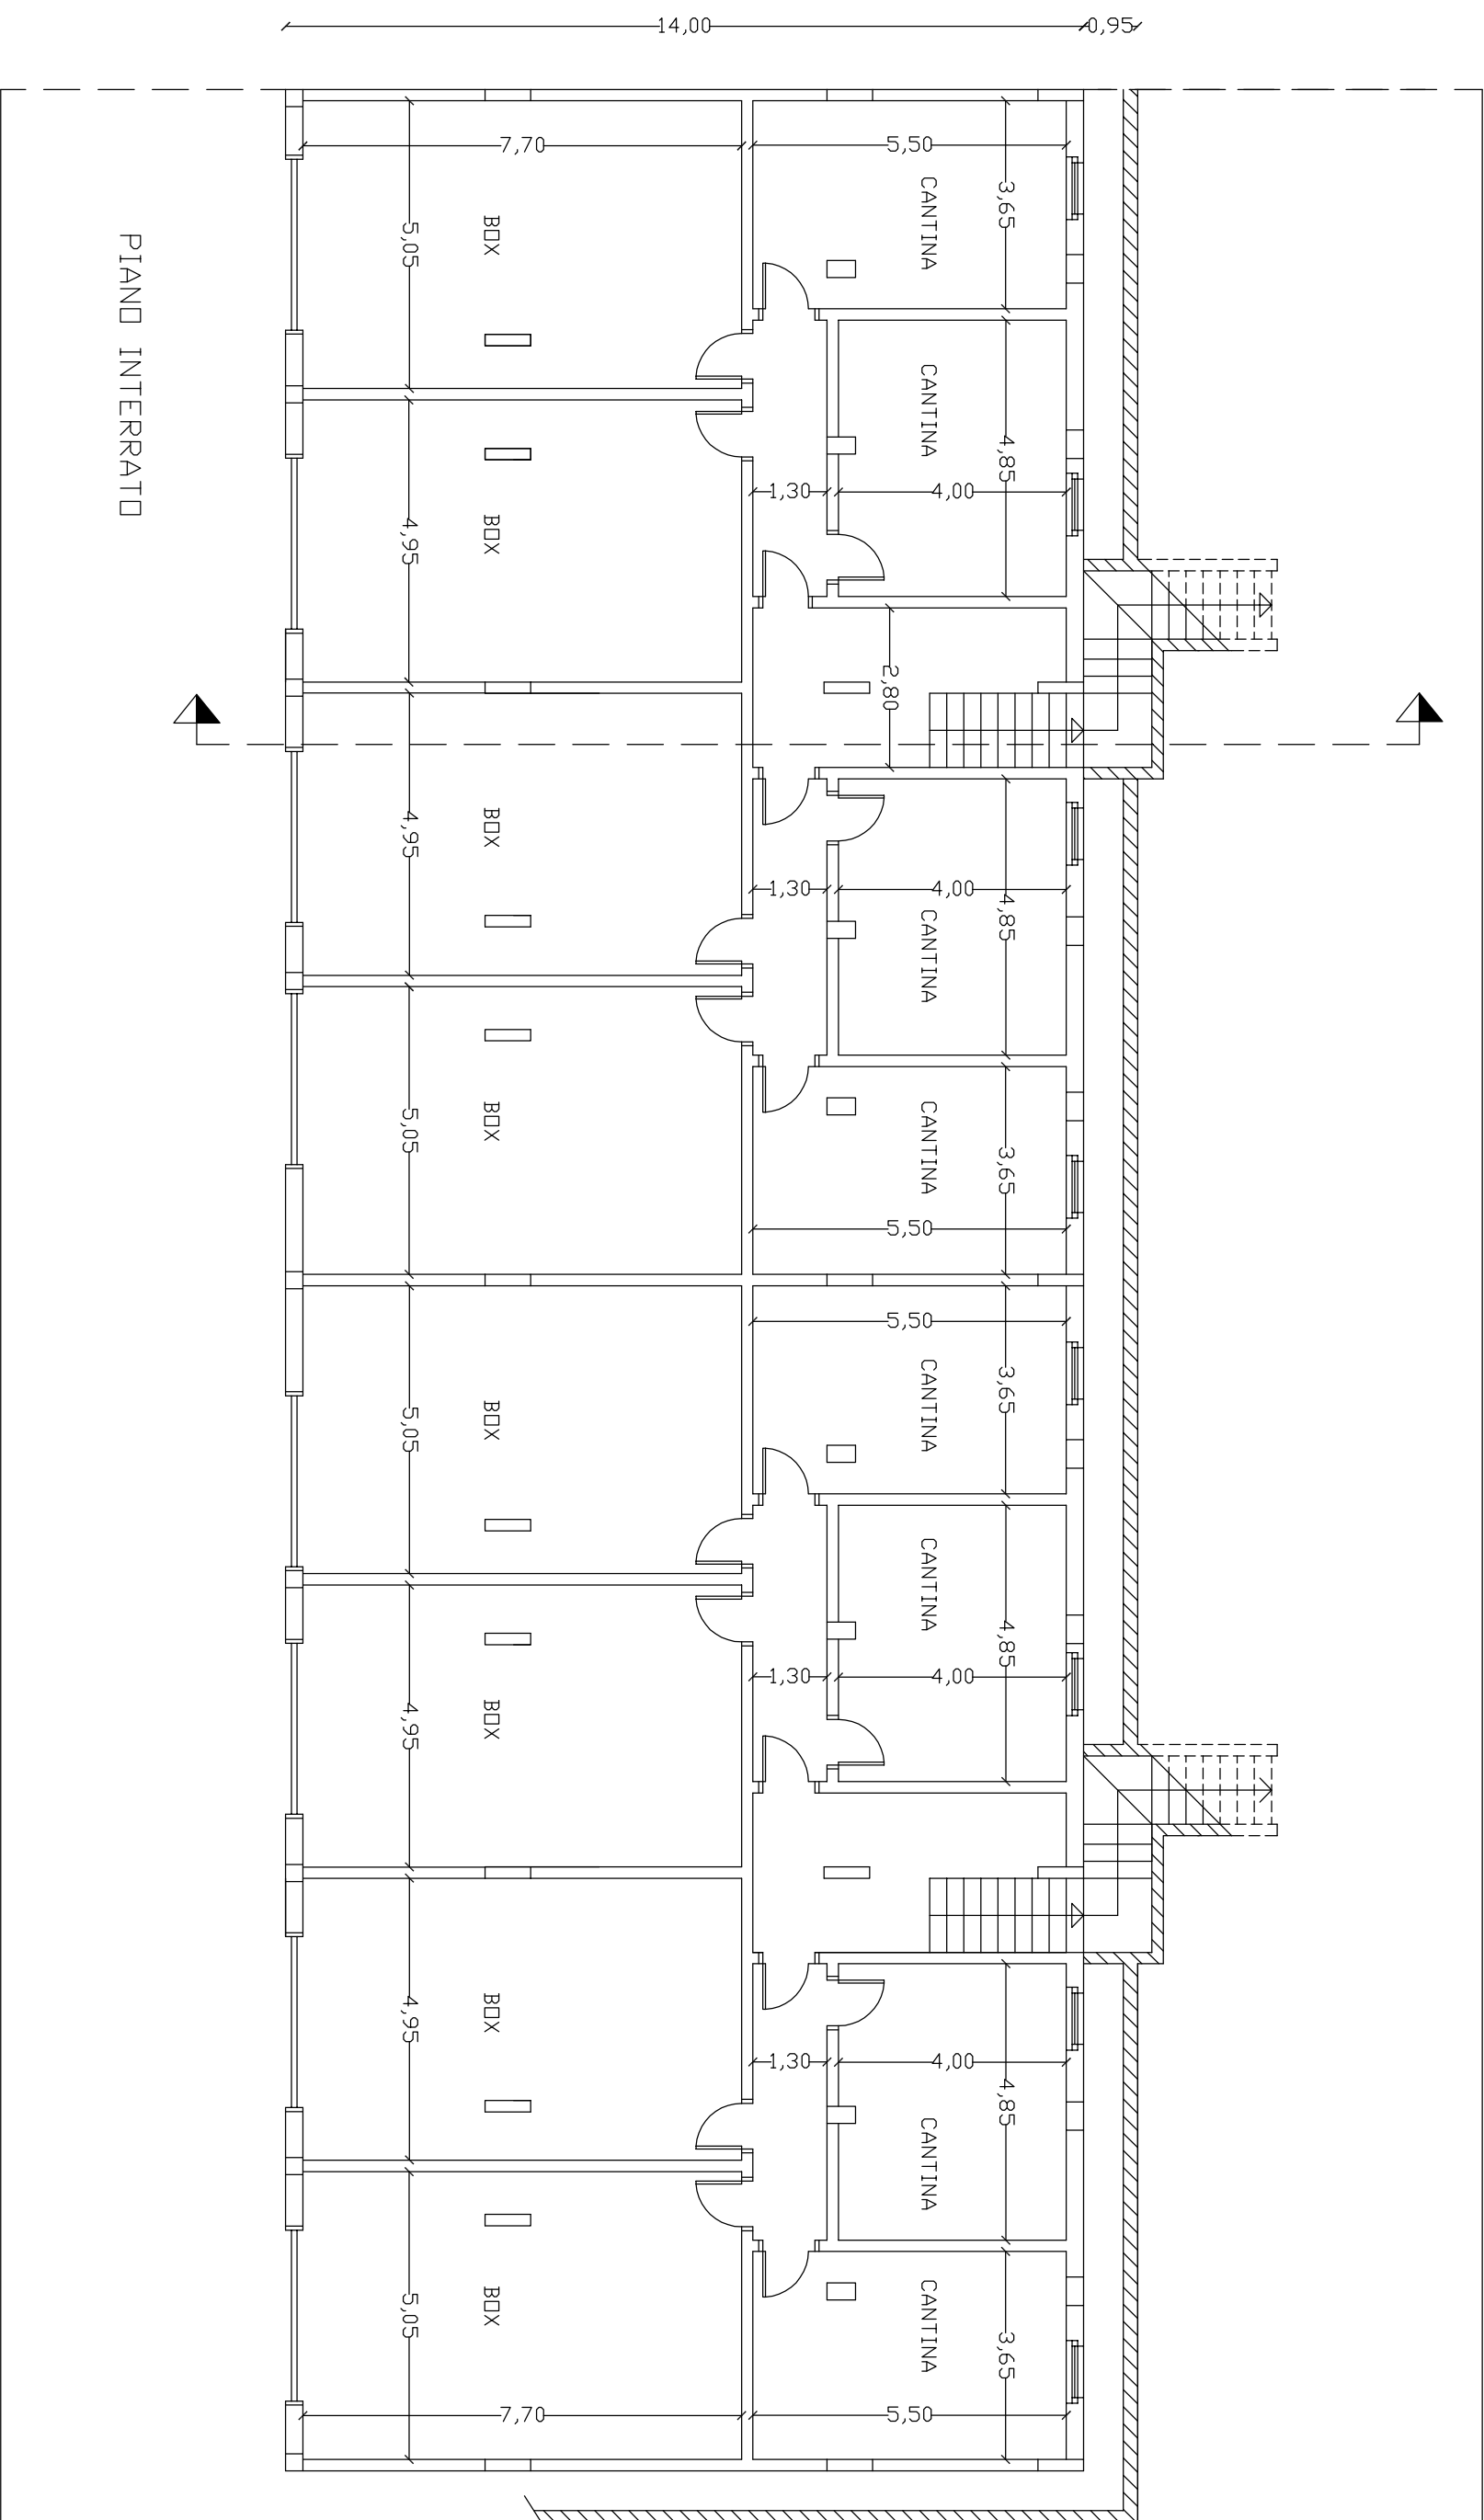 14,00
0,95
7,70
5,50
CANTINA
3,65
BOX
5,05
PIANO INTERRATO
CANTINA
4,85
1,30
4,00
BOX
4,95
2,80
BOX
4,95
1,30
4,00
4,85
CANTINA
BOX
5,05
CANTINA
3,65
5,50
5,50
3,65
CANTINA
BOX
5,05
CANTINA
4,85
1,30
4,00
BOX
4,95
BOX
4,95
1,30
4,00
4,85
CANTINA
BOX
5,05
CANTINA
3,65
7,70
5,50